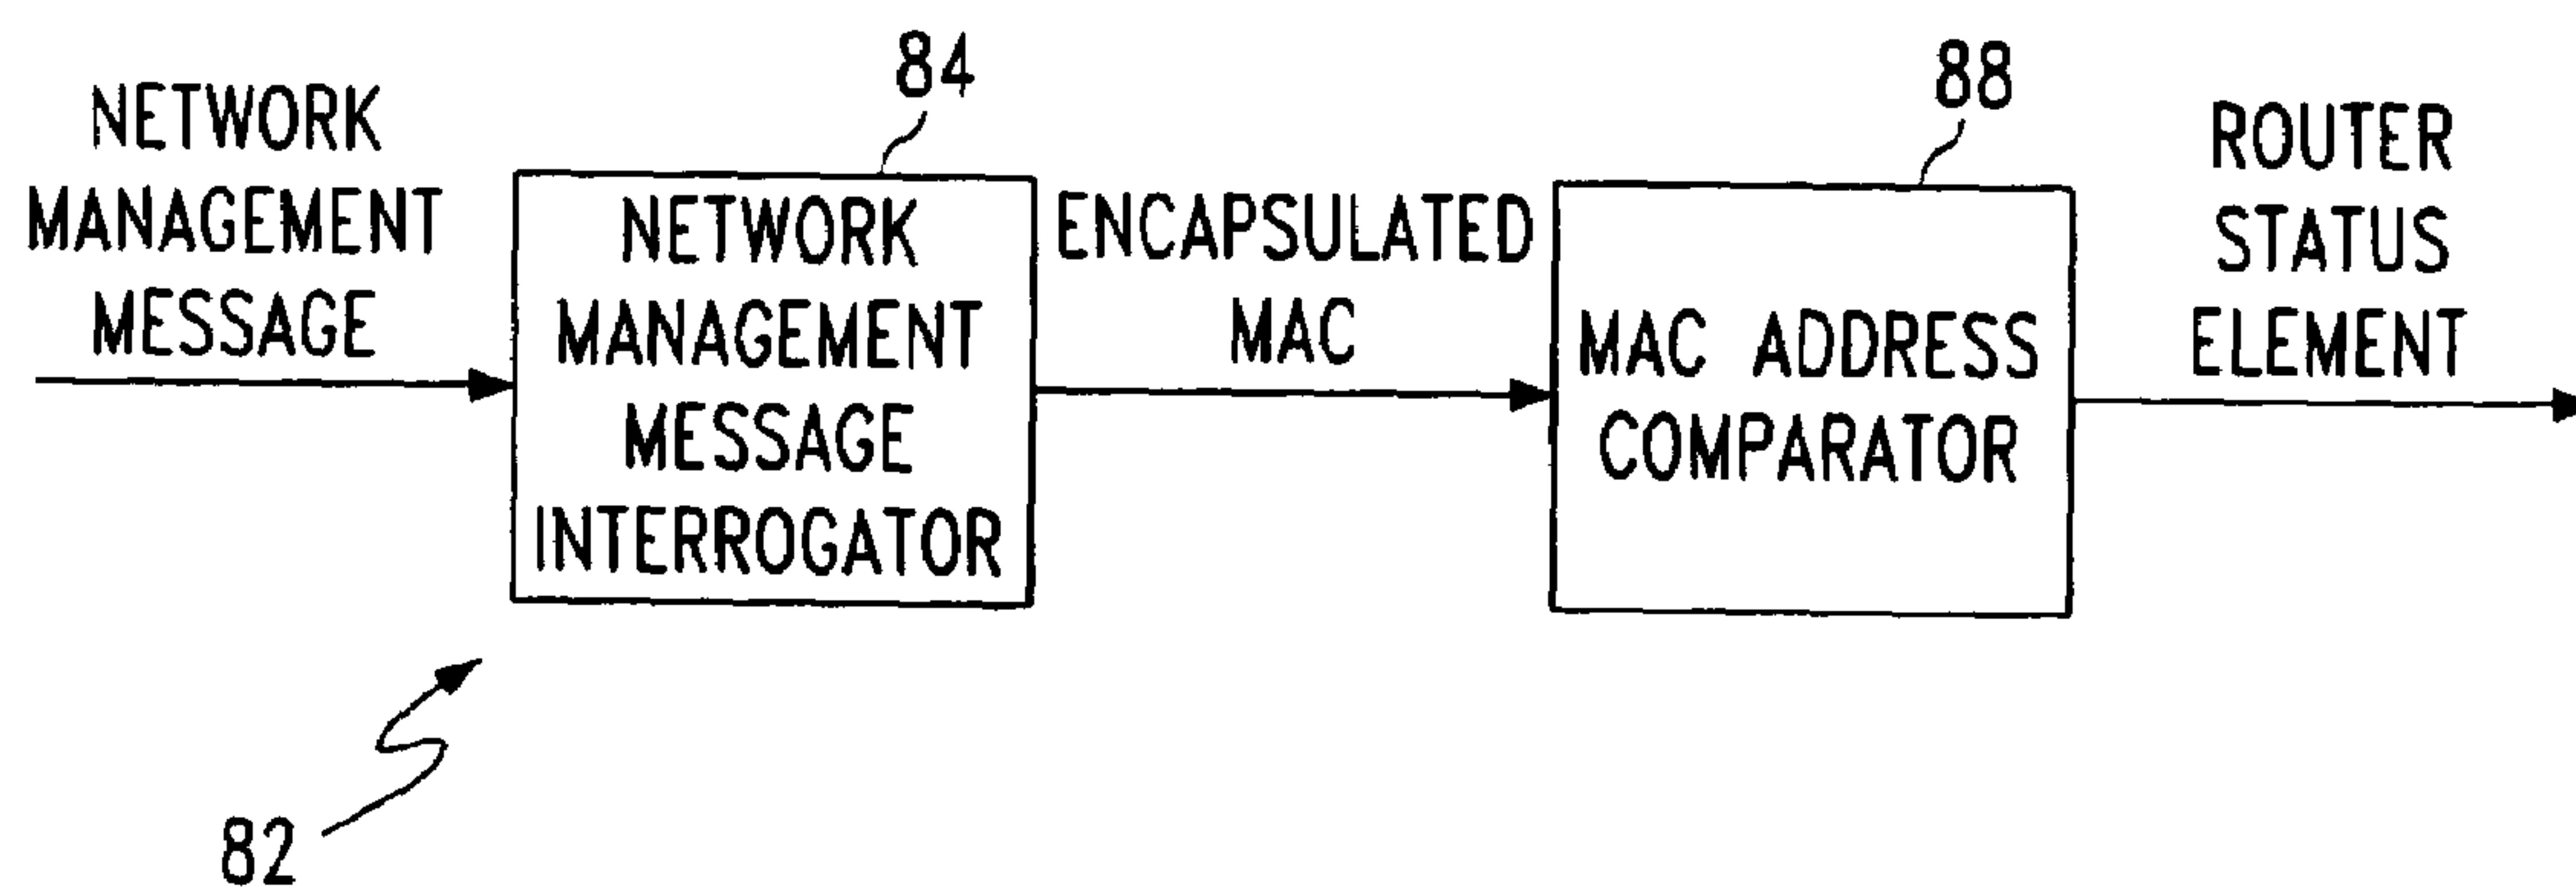 84
88
NETWORK
MANAGEMENT
MESSAGE
NETWORK
MANAGEMENT
MESSAGE
INTERROGATOR
ENCAPSULATED
MAC
MAC ADDRESS
COMPARATOR
ROUTER
STATUS
ELEMENT
82